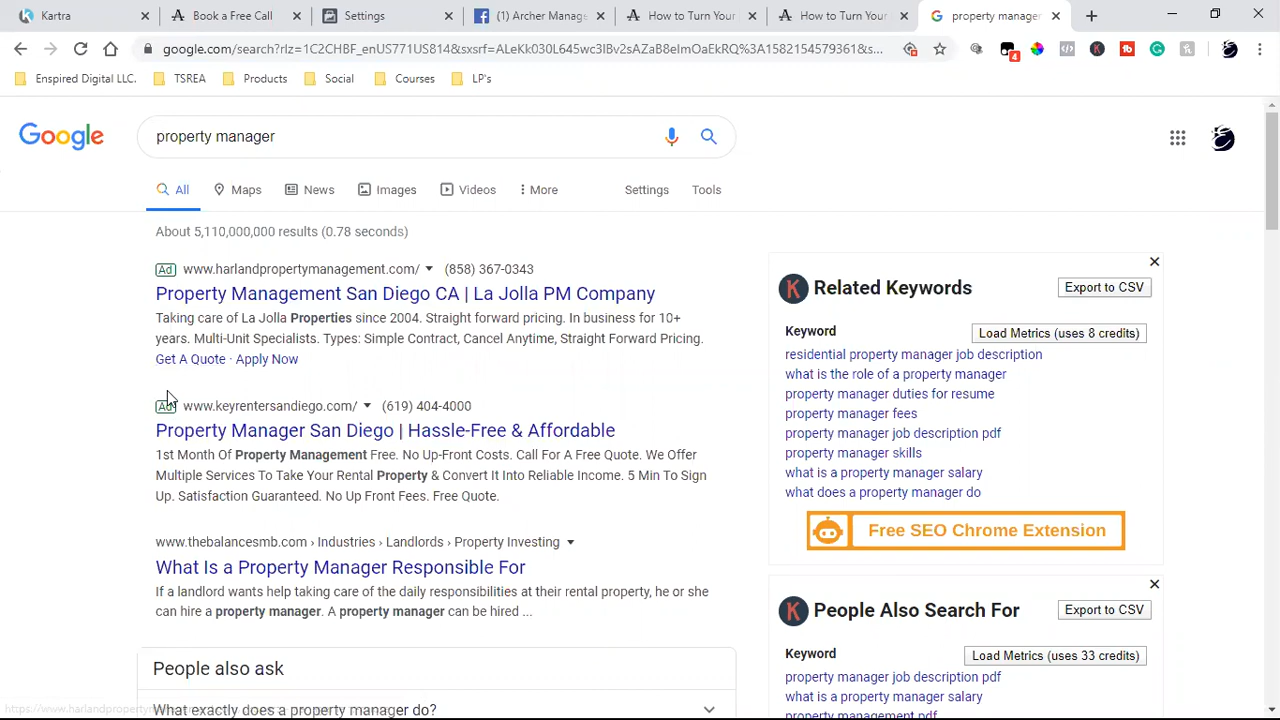 Kartra
Book a Free Call
Settings
(1) Archer Manage
How to Turn Your
How to Turn Your
property manager
google.com/search?rlz=1C2CHBF_enUS771US814&sxsrf=ALeKk030L645wc3IBv2sAZaB8eImOaEkRQ%3A1582154579361&s...
4
Enspired Digital LLC.
TSREA
Products
Social
Courses
LP's
Google
property manager
All
Maps
News
Images
Videos
More
Settings
Tools
About 5,110,000,000 results (0.78 seconds)
Ad www.harlandpropertymanagement.com/ (858) 367-0343
Property Management San Diego CA | La Jolla PM Company
Taking care of La Jolla Properties since 2004. Straight forward pricing. In business for 10+
years. Multi-Unit Specialists. Types: Simple Contract, Cancel Anytime, Straight Forward Pricing.
Get A Quote · Apply Now
Ad www.keyrentersandiego.com/ (619) 404-4000
Property Manager San Diego | Hassle-Free & Affordable
1st Month Of Property Management Free. No Up-Front Costs. Call For A Free Quote. We Offer
Multiple Services To Take Your Rental Property & Convert It Into Reliable Income. 5 Min To Sign
Up. Satisfaction Guaranteed. No Up Front Fees. Free Quote.
www.thebalancesmb.com › Industries › Landlords › Property Investing
What Is a Property Manager Responsible For
If a landlord wants help taking care of the daily responsibilities at their rental property, he or she
can hire a property manager. A property manager can be hired ...
People also ask
What exactly does a property manager do?
K Related Keywords
Export to CSV
Keyword
Load Metrics (uses 8 credits)
residential property manager job description
what is the role of a property manager
property manager duties for resume
property manager fees
property manager job description pdf
property manager skills
what is a property manager salary
what does a property manager do
Free SEO Chrome Extension
K People Also Search For
Export to CSV
Keyword
Load Metrics (uses 33 credits)
property manager job description pdf
what is a property manager salary
property management pdf